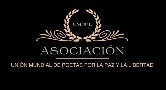 ASOCIACIÓN
UNIÓN MUNDIAL DE POETAS POR LA PAZ Y LA LIBERTAD